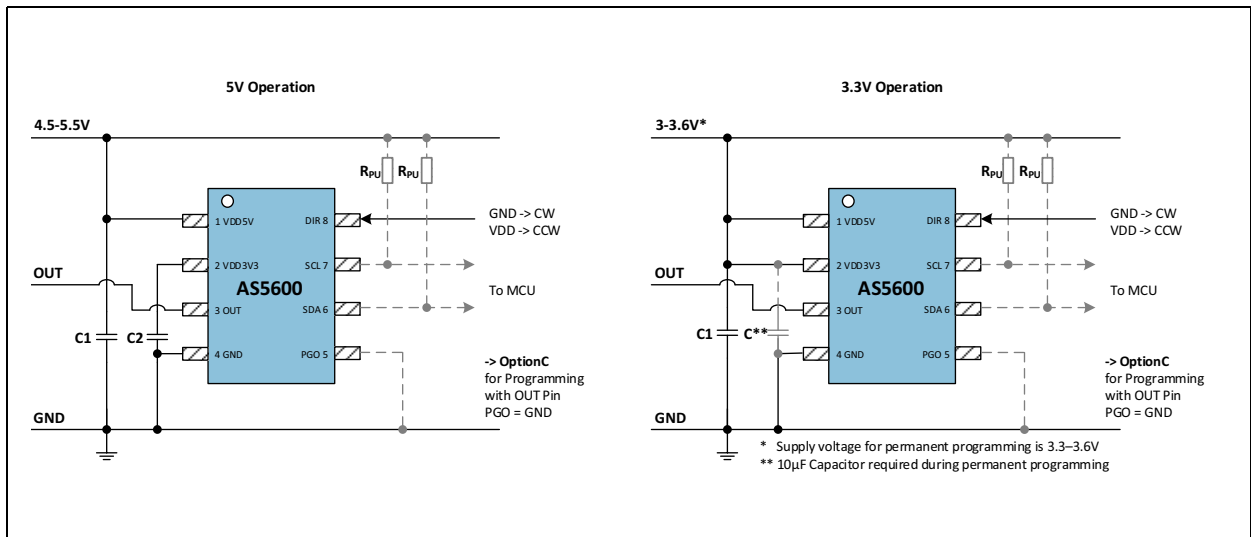 5V Operation
4.5-5.5V
RPU RPU
1 VDD5V
DIR 8
GND -> CW
VDD -> CCW
2 VDD3V3
SCL 7
OUT
AS5600
To MCU
3 OUT
SDA 6
C1
C2
4 GND
PGO 5
-> OptionC
for Programming
with OUT Pin
PGO = GND
GND
3.3V Operation
3-3.6V*
RPU RPU
1 VDD5V
DIR 8
GND -> CW
VDD -> CCW
2 VDD3V3
SCL 7
OUT
AS5600
To MCU
3 OUT
SDA 6
C1
C**
4 GND
PGO 5
-> OptionC
for Programming
with OUT Pin
PGO = GND
GND
* Supply voltage for permanent programming is 3.3–3.6V
** 10µF Capacitor required during permanent programming